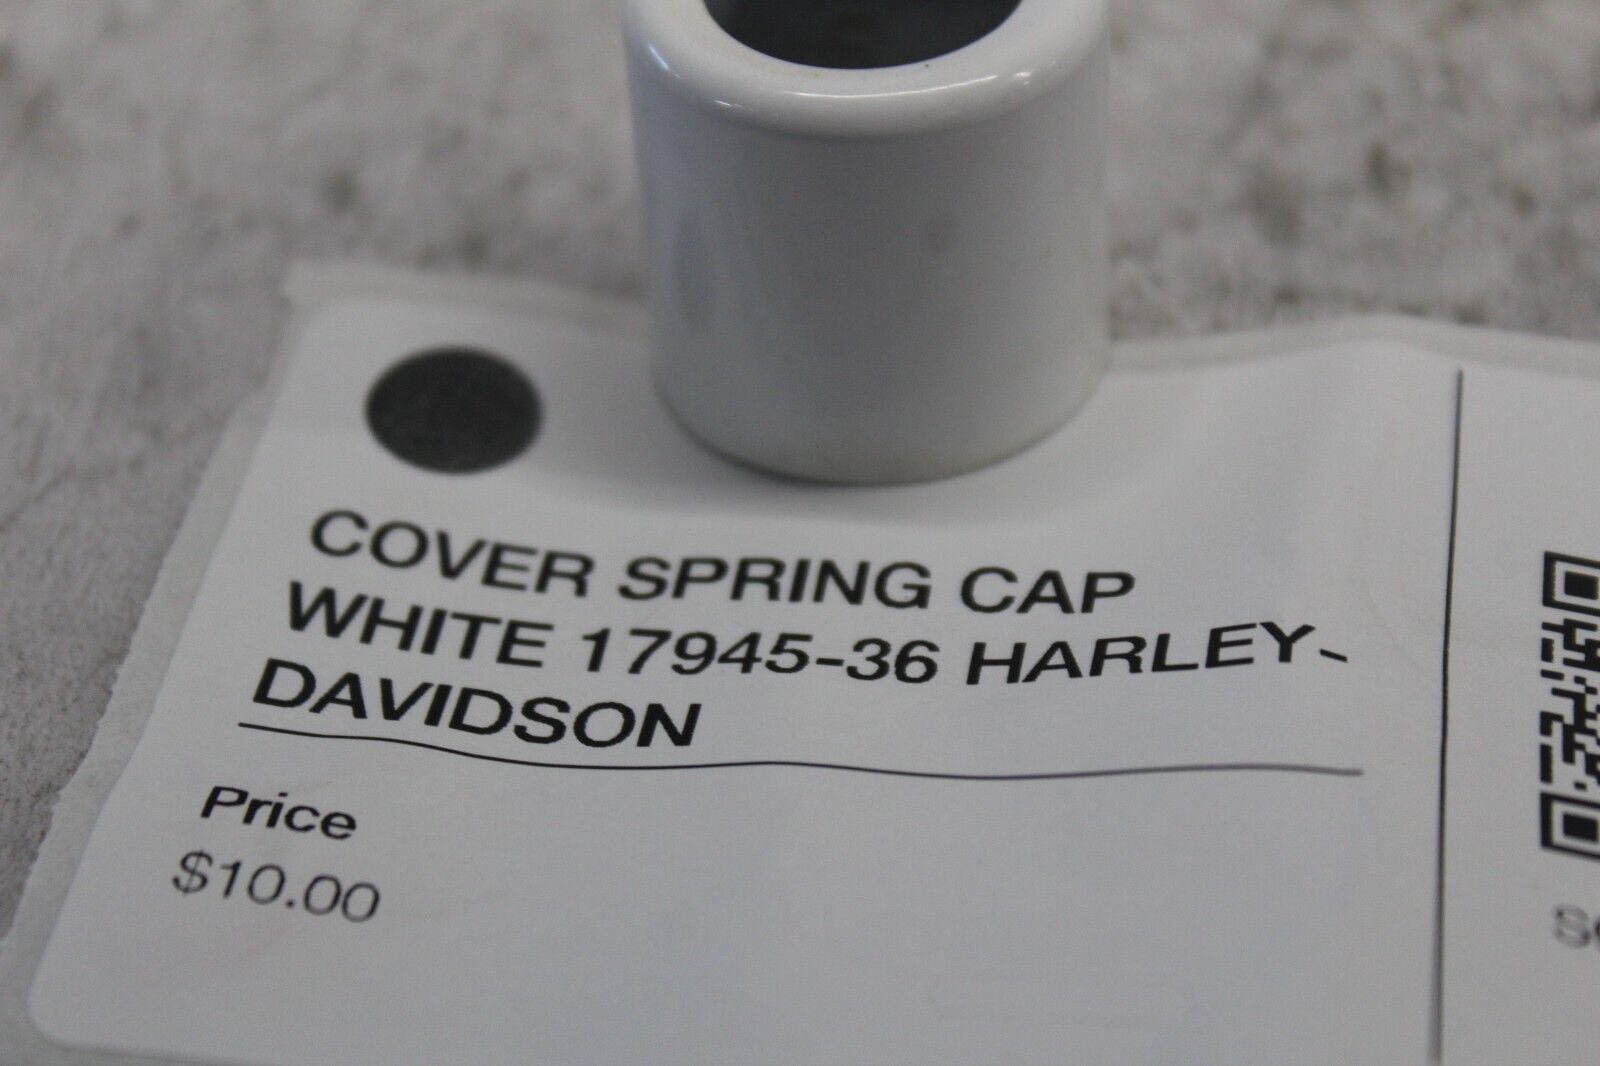 COVER SPRING CAP
WHITE 17945-36 HARLEY-
DAVIDSON
Price
$10.00